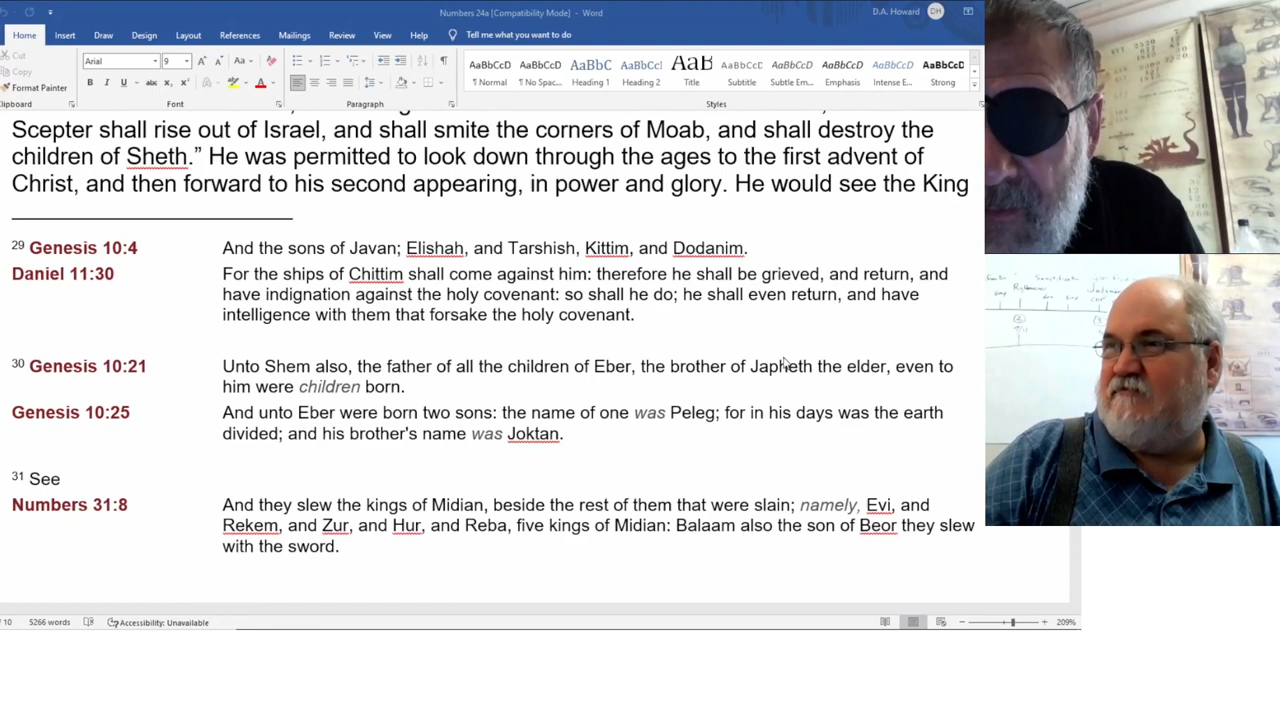 Numbers 24a [Compatibility Mode] - Word
D.A. Howard DH
Home Insert Draw Design Layout References Mailings Review View Help Tell me what you want to do
Cut
Copy
Format Painter
Clipboard
Arial 9
Aa
B I U abc x₂ x²
Font
Paragraph
AaBbCcD AaBbCcD AaBbC AaBbCc AaB AaBbCcD AaBbCcD AaBbCcD AaBbCcD AaBbCcD
¶ Normal ¶ No Spac... Heading 1 Heading 2 Title Subtitle Subtle Em... Emphasis Intense E... Strong
Styles
Scepter shall rise out of Israel, and shall smite the corners of Moab, and shall destroy the
children of Sheth.” He was permitted to look down through the ages to the first advent of
Christ, and then forward to his second appearing, in power and glory. He would see the King
29 Genesis 10:4 And the sons of Javan; Elishah, and Tarshish, Kittim, and Dodanim.
Daniel 11:30 For the ships of Chittim shall come against him: therefore he shall be grieved, and return, and
have indignation against the holy covenant: so shall he do; he shall even return, and have
intelligence with them that forsake the holy covenant.
30 Genesis 10:21 Unto Shem also, the father of all the children of Eber, the brother of Japheth the elder, even to
him were children born.
Genesis 10:25 And unto Eber were born two sons: the name of one was Peleg; for in his days was the earth
divided; and his brother's name was Joktan.
31 See
Numbers 31:8 And they slew the kings of Midian, beside the rest of them that were slain; namely, Evi, and
Rekem, and Zur, and Hur, and Reba, five kings of Midian: Balaam also the son of Beor they slew
with the sword.
10 5266 words Accessibility: Unavailable 209%